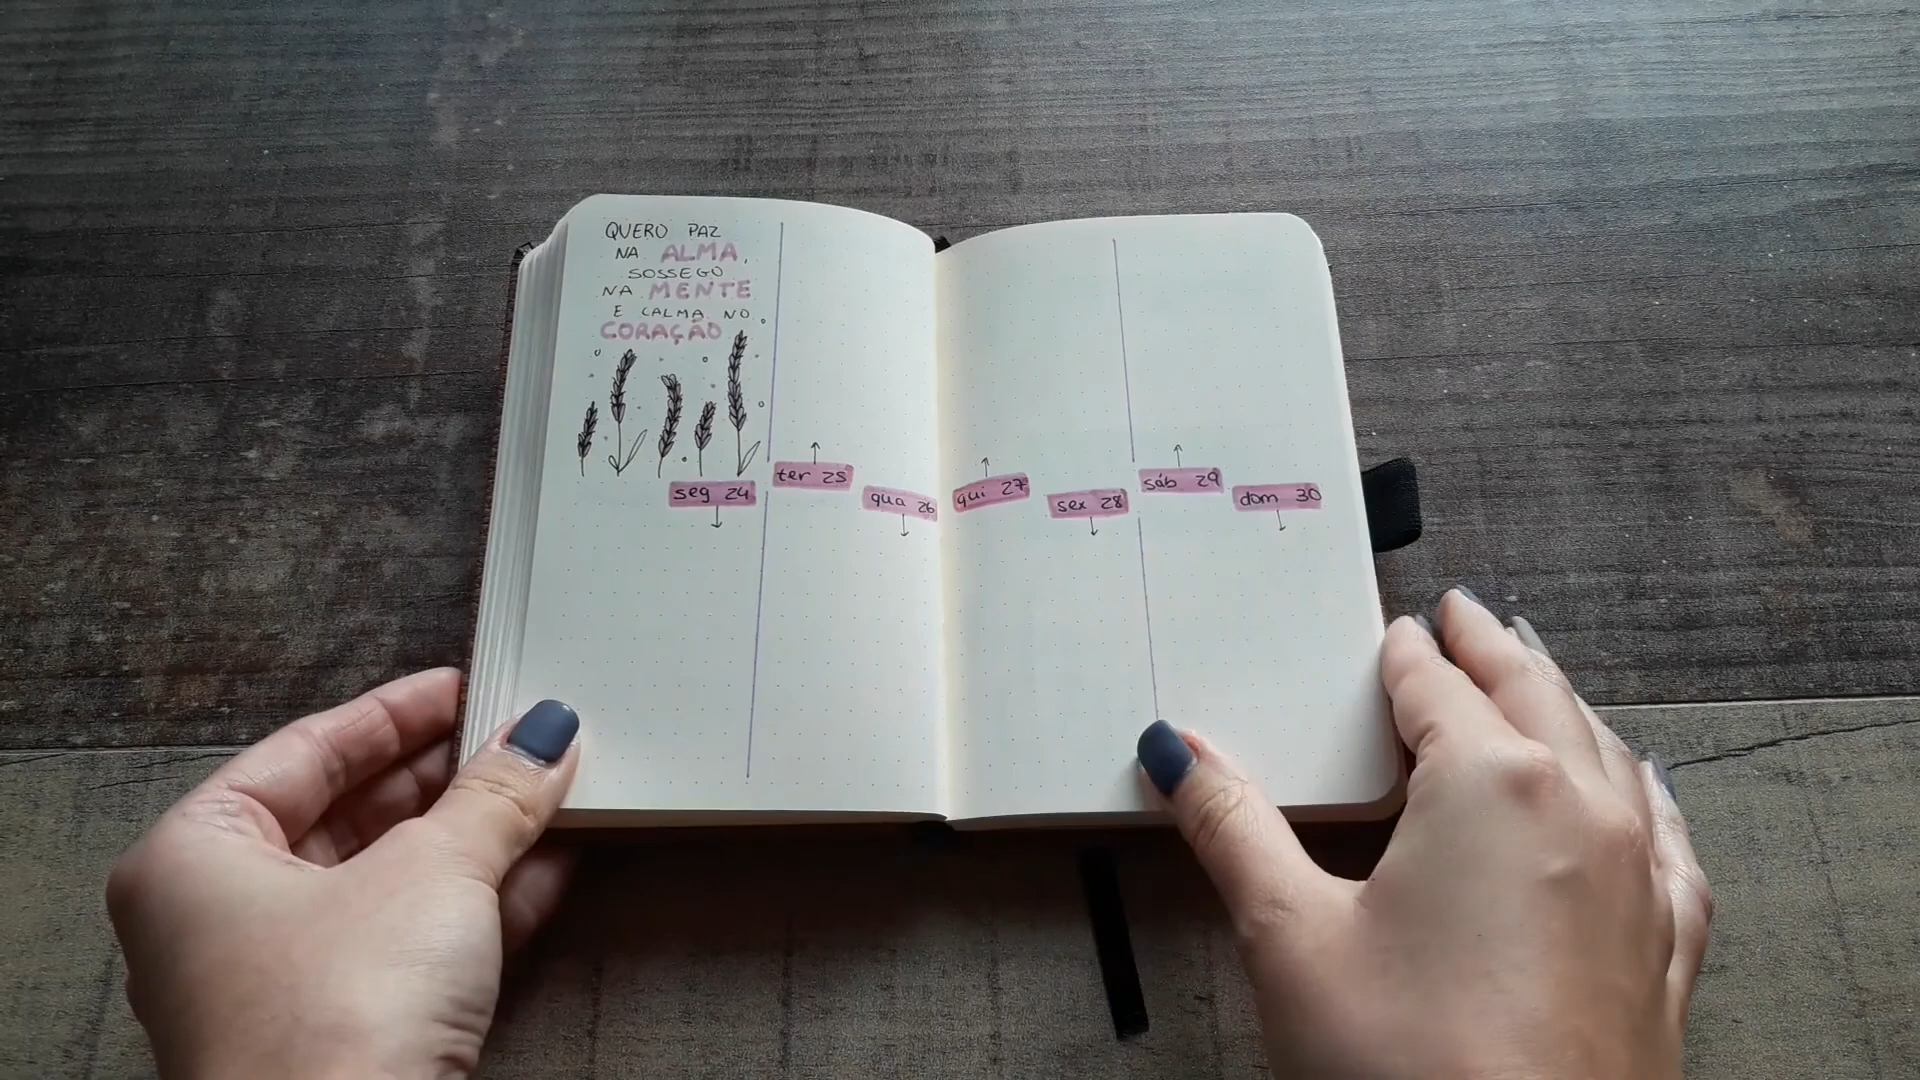 QUERO PAZ
NA ALMA,
SOSSEGO
NA MENTE
E CALMA NO
CORAÇÃO
seg 24
ter 25
qua 26
qui 27
sex 28
sáb 29
dom 30